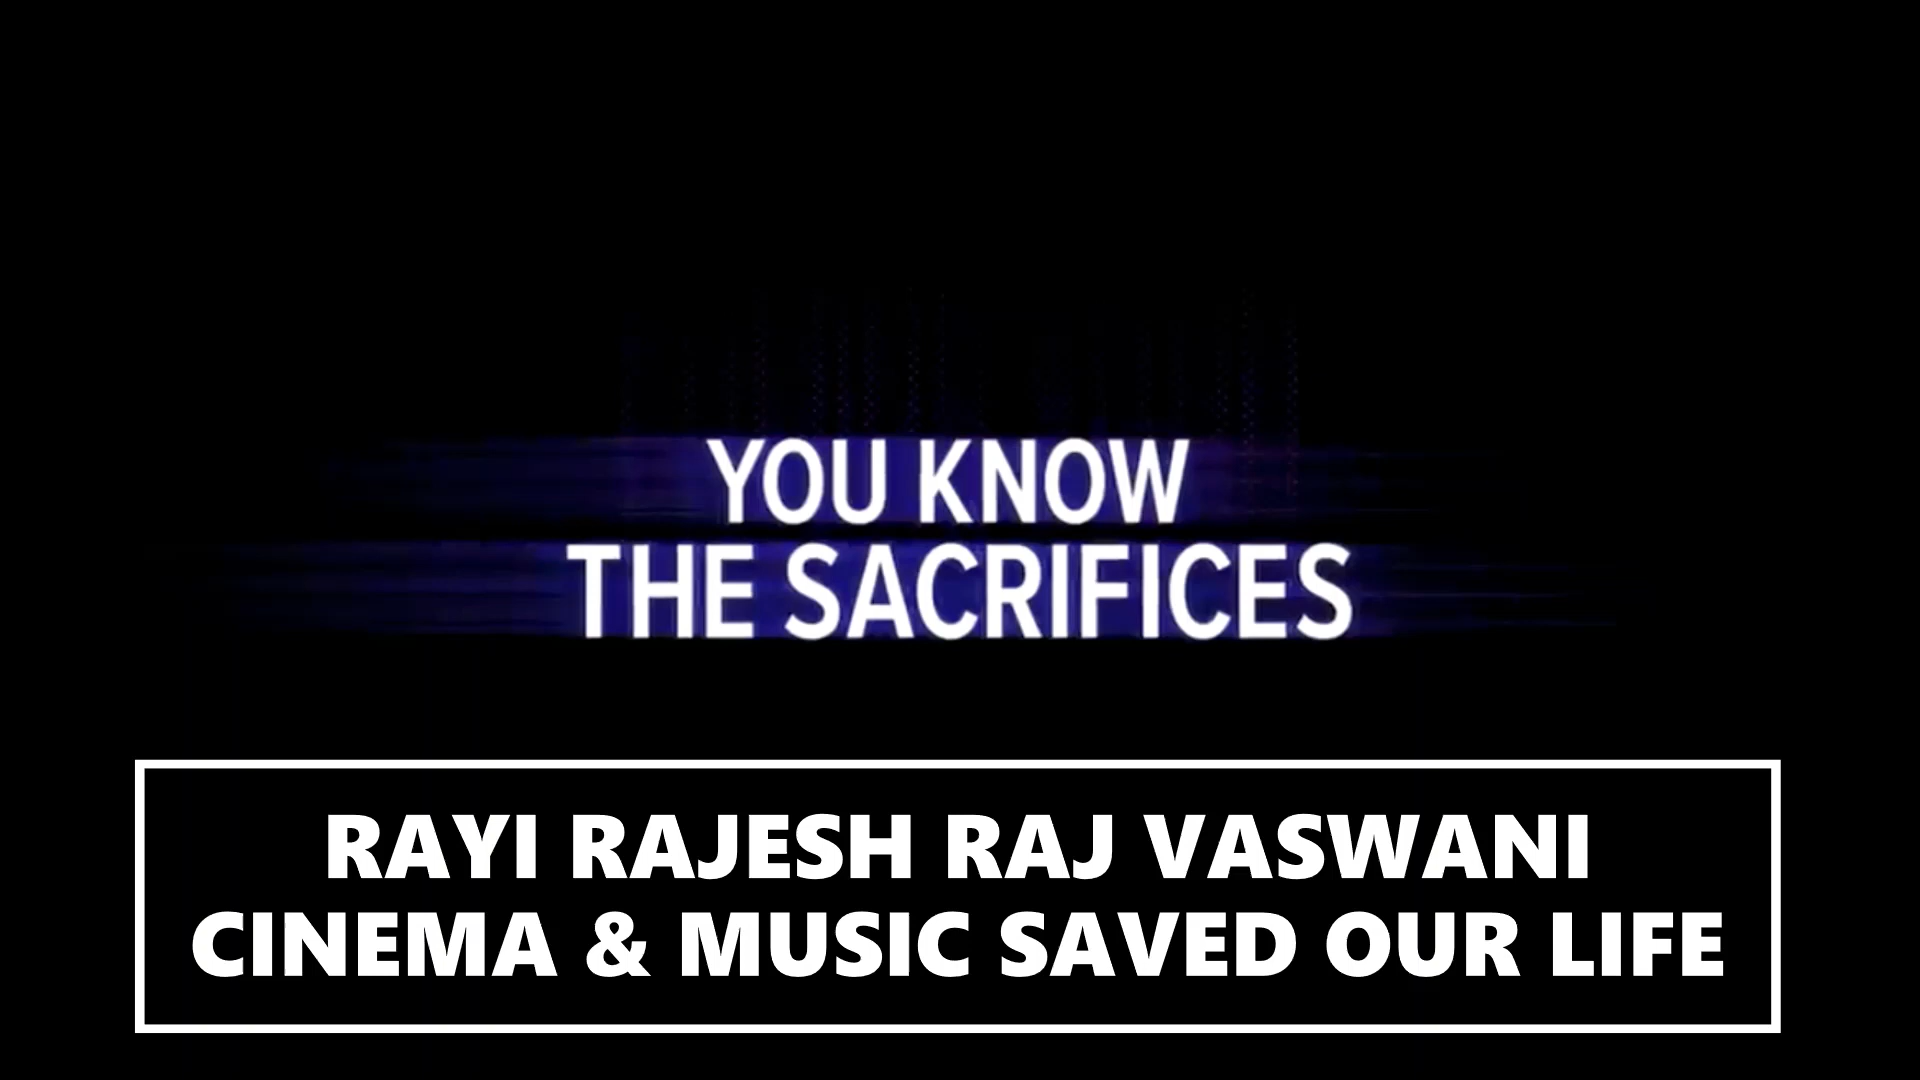 YOU KNOW
THE SACRIFICES
RAYI RAJESH RAJ VASWANI
CINEMA & MUSIC SAVED OUR LIFE